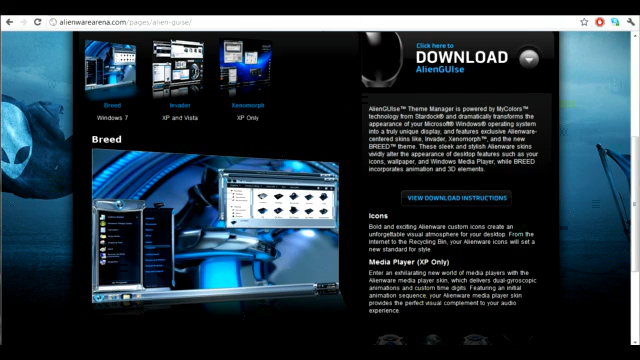 alienwarearena.com/pages/alien-guise/
Breed
Invader
Xenomorph
Windows 7
XP and Vista
XP Only
Click here to
DOWNLOAD
AlienGUIse
AlienGUIse™ Theme Manager is powered by MyColors™
technology from Stardock® and dramatically transforms the
appearance of your Microsoft® Windows® operating system
into a truly unique display, and features exclusive Alienware-
centered skins like, Invader, Xenomorph™, and the new
BREED™ theme. These sleek and stylish Alienware skins
vividly alter the appearance of desktop features such as your
icons, wallpaper, and Windows Media Player, while BREED
incorporates animation and 3D elements.
Breed
VIEW DOWNLOAD INSTRUCTIONS
Icons
Bold and exciting Alienware custom icons create an
unforgettable visual atmosphere for your desktop. From the
Internet to the Recycling Bin, your Alienware icons will set a
new standard for style.
Media Player (XP Only)
Enter an exhilarating new world of media players with the
Alienware media player skin, which delivers dual-gyroscopic
animations and custom time digits. Featuring an initial
animation sequence, your Alienware media player skin
provides the perfect visual complement to your audio
experience.